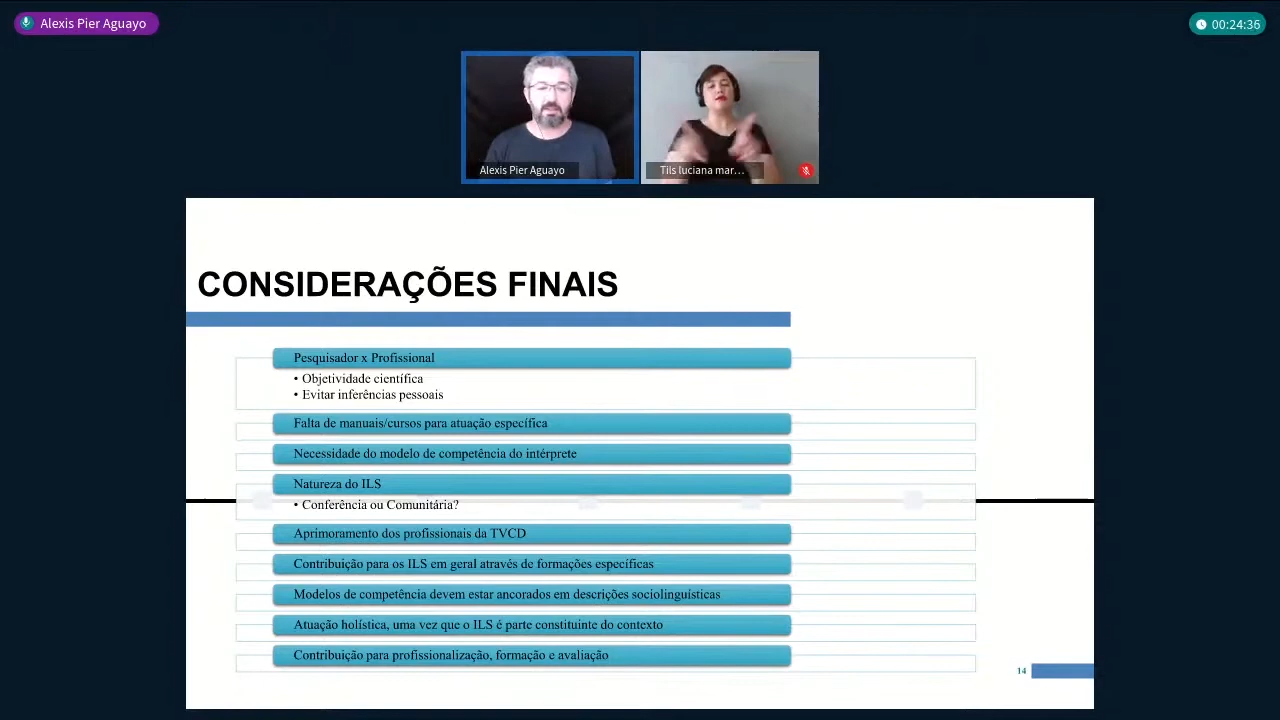 Alexis Pier Aguayo
00:24:36
Alexis Pier Aguayo
Tils luciana mar...
CONSIDERAÇÕES FINAIS
Pesquisador x Profissional
• Objetividade científica
• Evitar inferências pessoais
Falta de manuais/cursos para atuação específica
Necessidade do modelo de competência do intérprete
Natureza do ILS
• Conferência ou Comunitária?
Aprimoramento dos profissionais da TVCD
Contribuição para os ILS em geral através de formações específicas
Modelos de competência devem estar ancorados em descrições sociolinguísticas
Atuação holística, uma vez que o ILS é parte constituinte do contexto
Contribuição para profissionalização, formação e avaliação
14